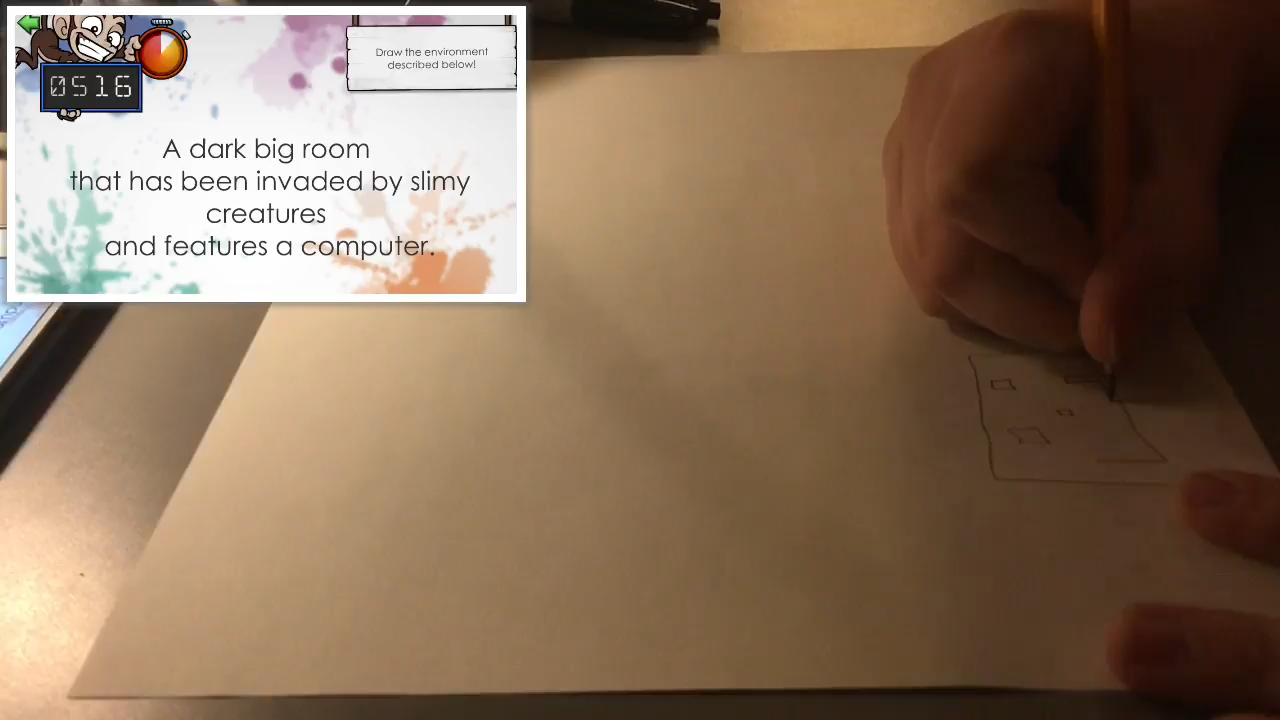 Draw the environment
described below!
0516
A dark big room
that has been invaded by slimy
creatures
and features a computer.